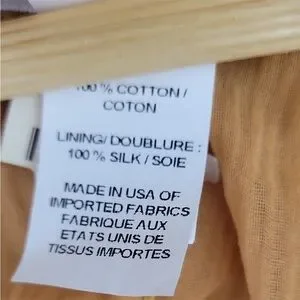 100 % COTTON /
COTON
LINING/ DOUBLURE :
100 % SILK / SOIE
MADE IN USA OF
IMPORTED FABRICS
FABRIQUE AUX
ETATS UNIS DE
TISSUS IMPORTES